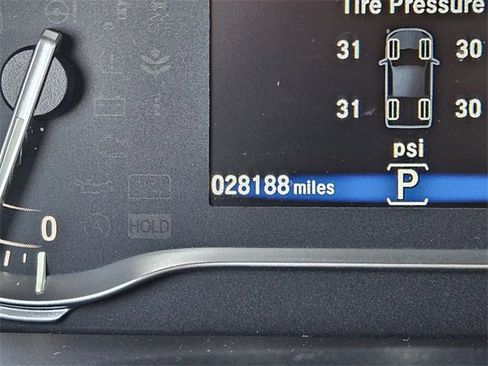 Tire Pressure
31 30
31 30
psi
028188 miles P
0
A
HOLD